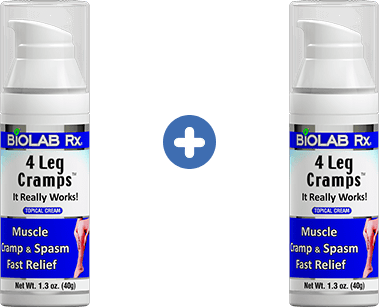 BiOLAB Rx
4 Leg
Cramps™
It Really Works!
TOPICAL CREAM
Muscle
Cramp & Spasm
Fast Relief
Net Wt. 1.3 oz. (40g)
BiOLAB Rx
4 Leg
Cramps™
It Really Works!
TOPICAL CREAM
Muscle
Cramp & Spasm
Fast Relief
Net Wt. 1.3 oz. (40g)